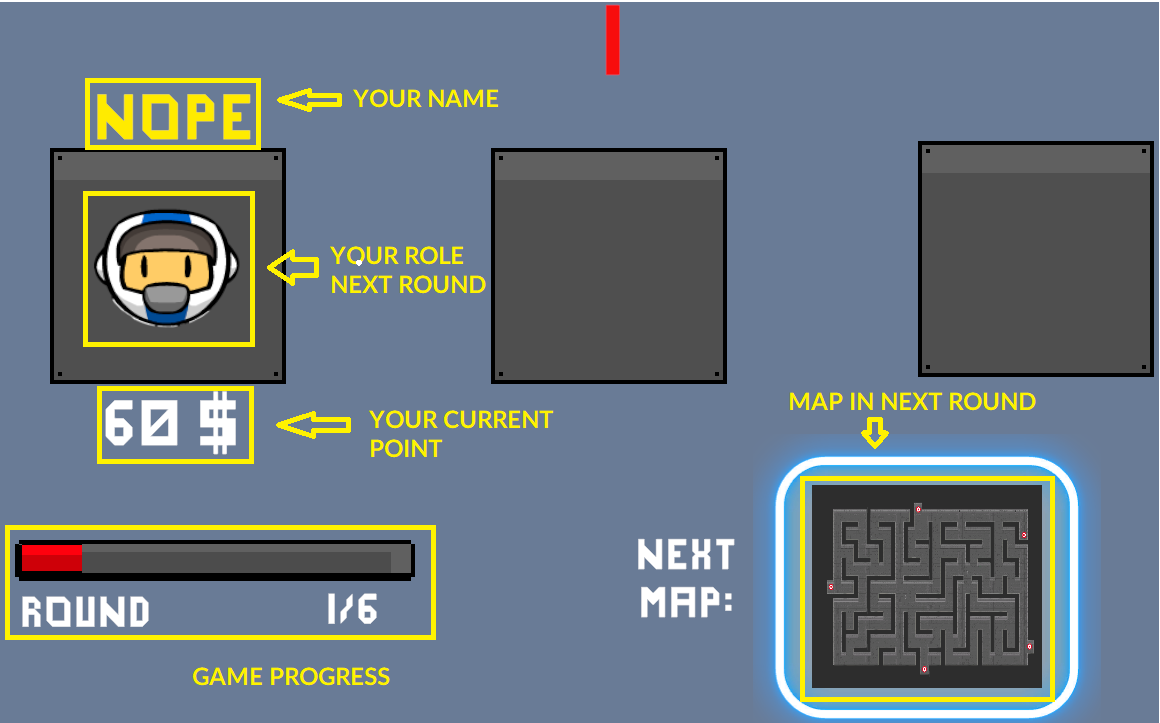 NOPE
YOUR NAME
YOUR ROLE
NEXT ROUND
60 $
YOUR CURRENT
POINT
MAP IN NEXT ROUND
ROUND 1/6
NEXT
MAP:
GAME PROGRESS